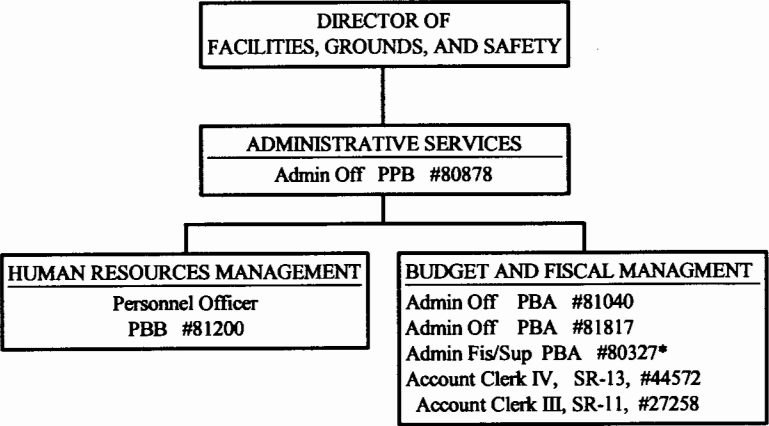 DIRECTOR OF
FACILITIES, GROUNDS, AND SAFETY
ADMINISTRATIVE SERVICES
Admin Off PPB #80878
HUMAN RESOURCES MANAGEMENT
Personnel Officer
PBB #81200
BUDGET AND FISCAL MANAGMENT
Admin Off PBA #81040
Admin Off PBA #81817
Admin Fis/Sup PBA #80327*
Account Clerk IV, SR-13, #44572
Account Clerk III, SR-11, #27258